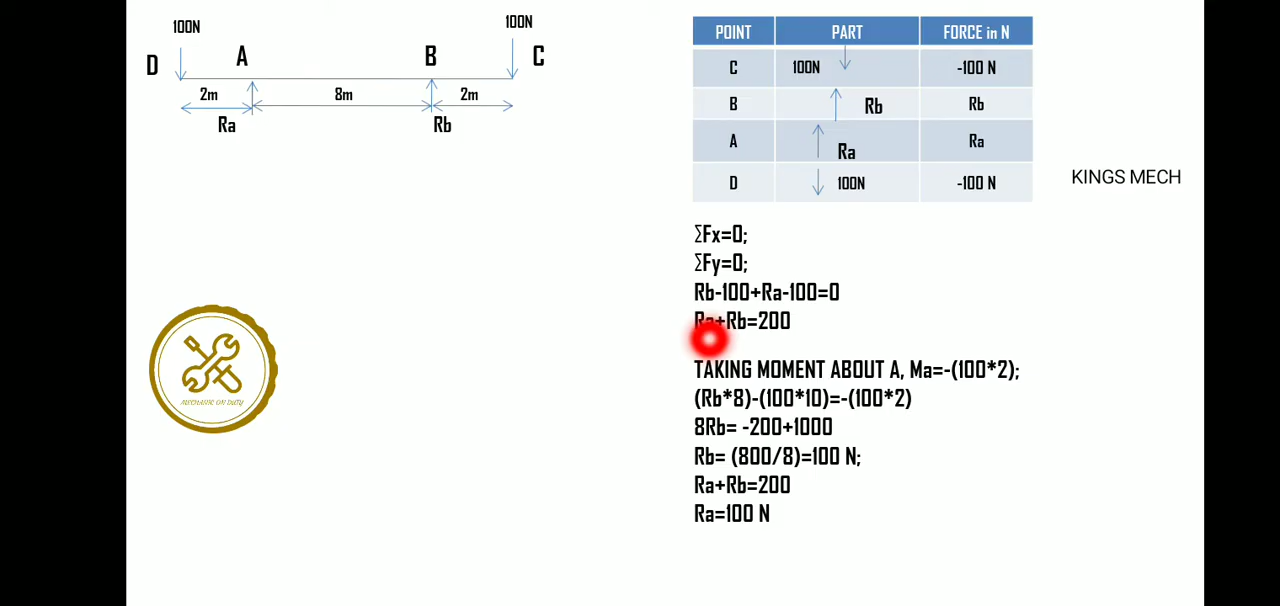 100N
100N
D
A
B
C
2m
8m
2m
Ra
Rb
POINT PART FORCE in N
C 100N -100 N
B Rb Rb
A Ra Ra
D 100N -100 N
KINGS MECH
ΣFx=0;
ΣFy=0;
Rb-100+Ra-100=0
Ra+Rb=200
TAKING MOMENT ABOUT A, Ma=-(100*2);
(Rb*8)-(100*10)=-(100*2)
8Rb= -200+1000
Rb= (800/8)=100 N;
Ra+Rb=200
Ra=100 N
MECHANIC ON DUTY